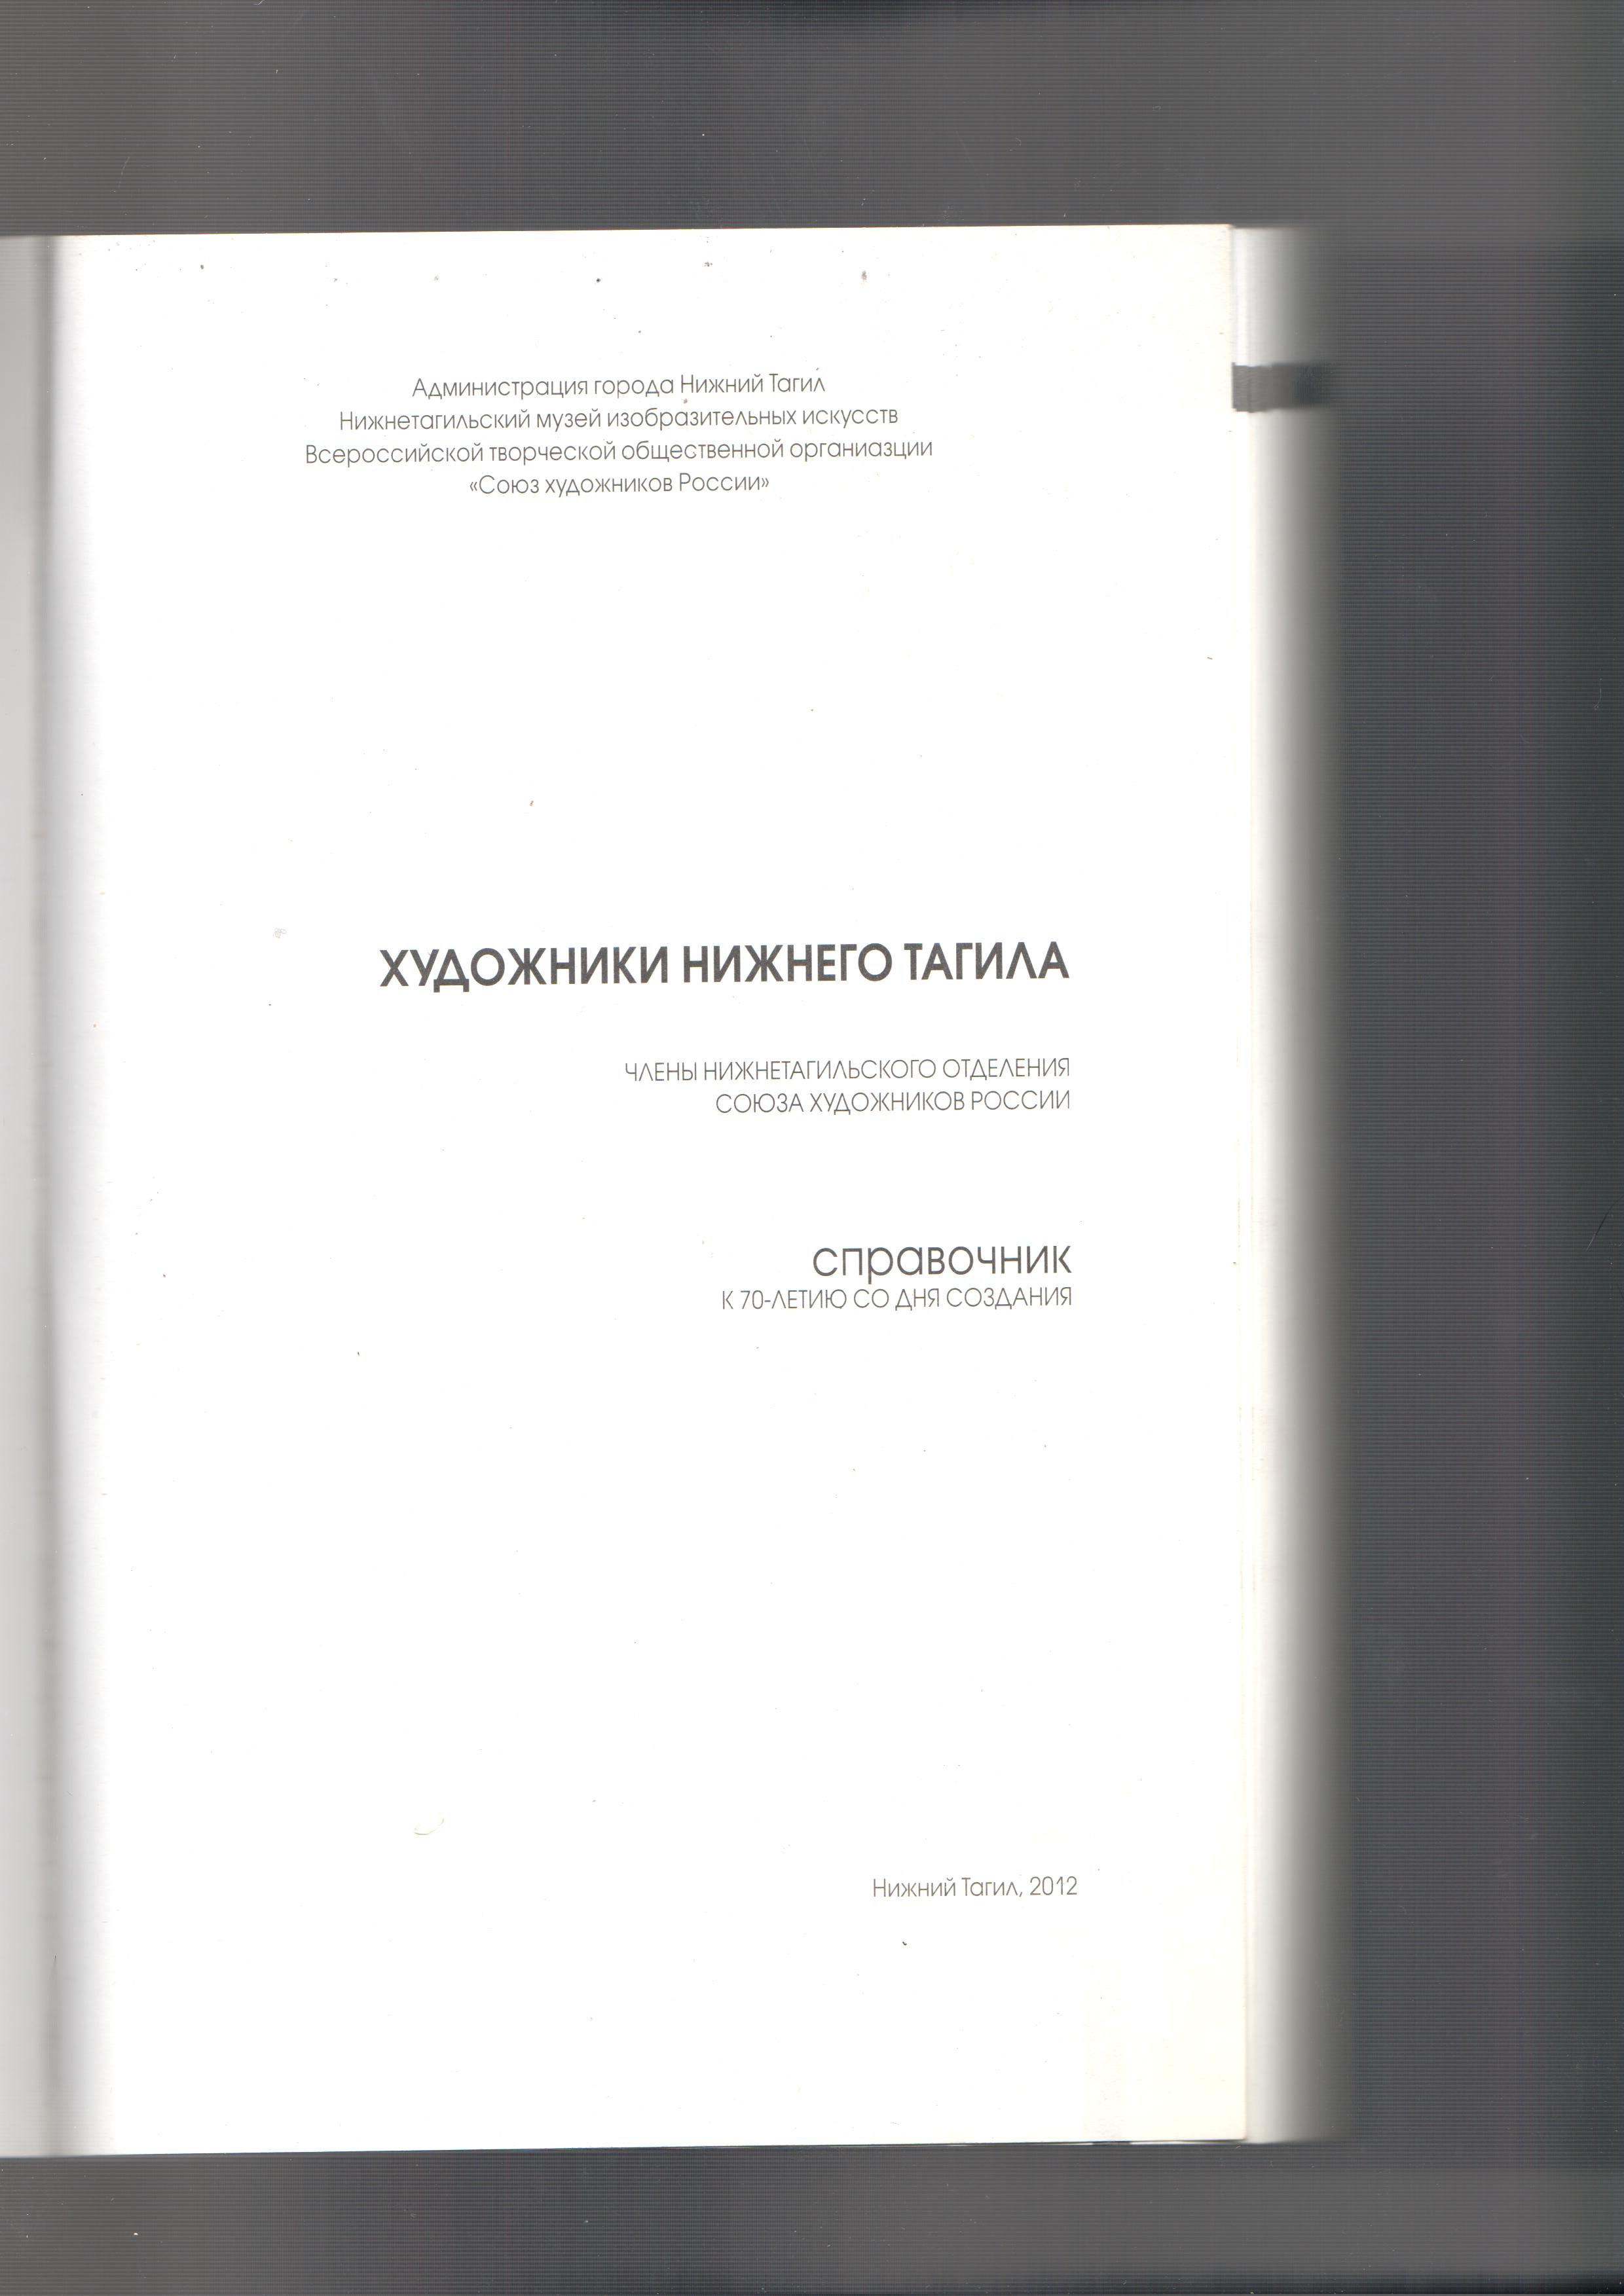 Администрация города Нижний Тагил
Нижнетагильский музей изобразительных искусств
Всероссийской творческой общественной органиазции
«Союз художников России»
ХУДОЖНИКИ НИЖНЕГО ТАГИЛА
ЧЛЕНЫ НИЖНЕТАГИЛЬСКОГО ОТДЕЛЕНИЯ
СОЮЗА ХУДОЖНИКОВ РОССИИ
справочник
К 70-ЛЕТИЮ СО ДНЯ СОЗДАНИЯ
Нижний Тагил, 2012